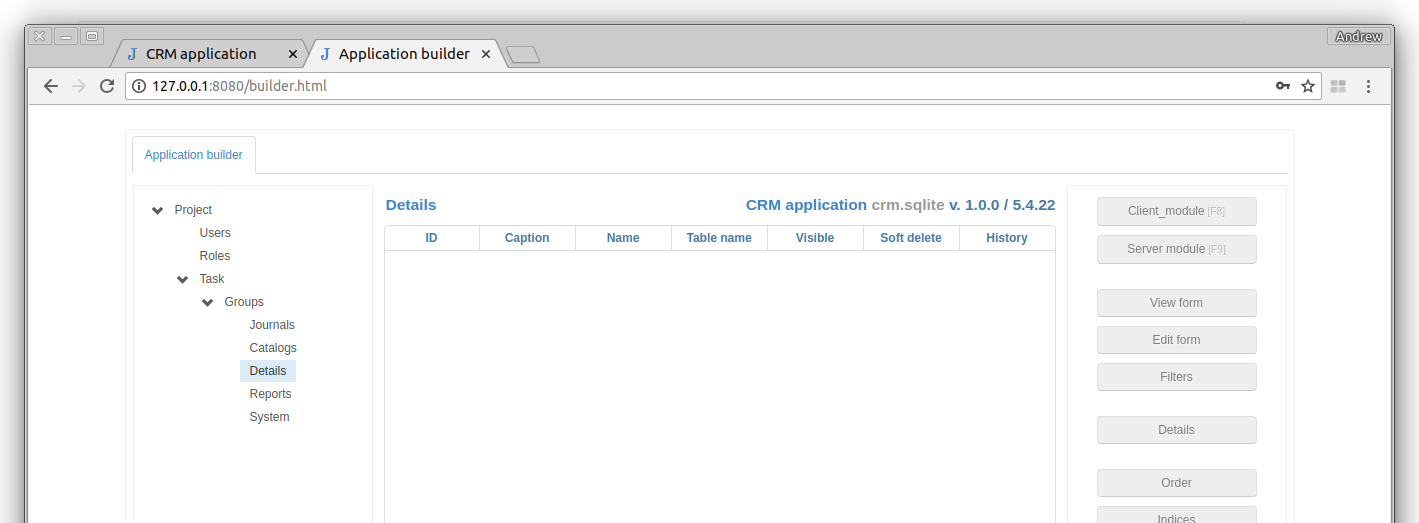 Andrew
CRM application
Application builder
127.0.0.1:8080/builder.html
Application builder
Project
Users
Roles
Task
Groups
Journals
Catalogs
Details
Reports
System
Details CRM application crm.sqlite v. 1.0.0 / 5.4.22
ID Caption Name Table name Visible Soft delete History
Client_module [F8]
Server module [F9]
View form
Edit form
Filters
Details
Order
Indices